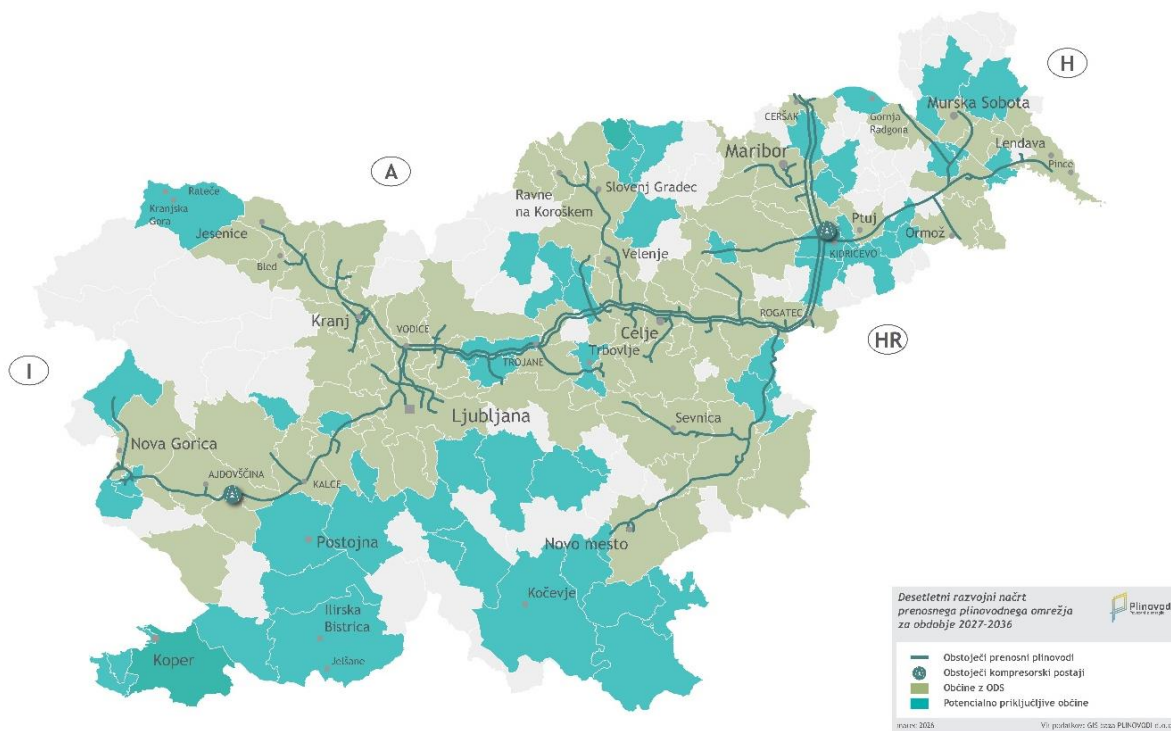 H
Murska Sobota
CERŠAK
Gornja
Radgona
Lendava
Pince
Maribor
A
Rateče
Kranjska
Gora
Jesenice
Ravne
na Koroškem
Slovenj Gradec
Ptuj
Ormož
KIDRIČEVO
Bled
Velenje
Kranj
VODICE
ROGATEC
Celje
HR
TROJANE
Trbovlje
I
Ljubljana
Sevnica
Nova Gorica
AJDOVŠČINA
KALCE
Postojna
Novo mesto
Kočevje
Ilirska
Bistrica
Koper
Jelšane
Desetletni razvojni načrt
prenosnega plinovodnega omrežja
za obdobje 2027-2036
Plinovodi
Obstoječi prenosni plinovodi
Obstoječi kompresorski postaji
Občine z ODS
Potencialno priključljive občine
marec 2026
Vir podatkov: GIS baza PLINOVODI d.o.o.